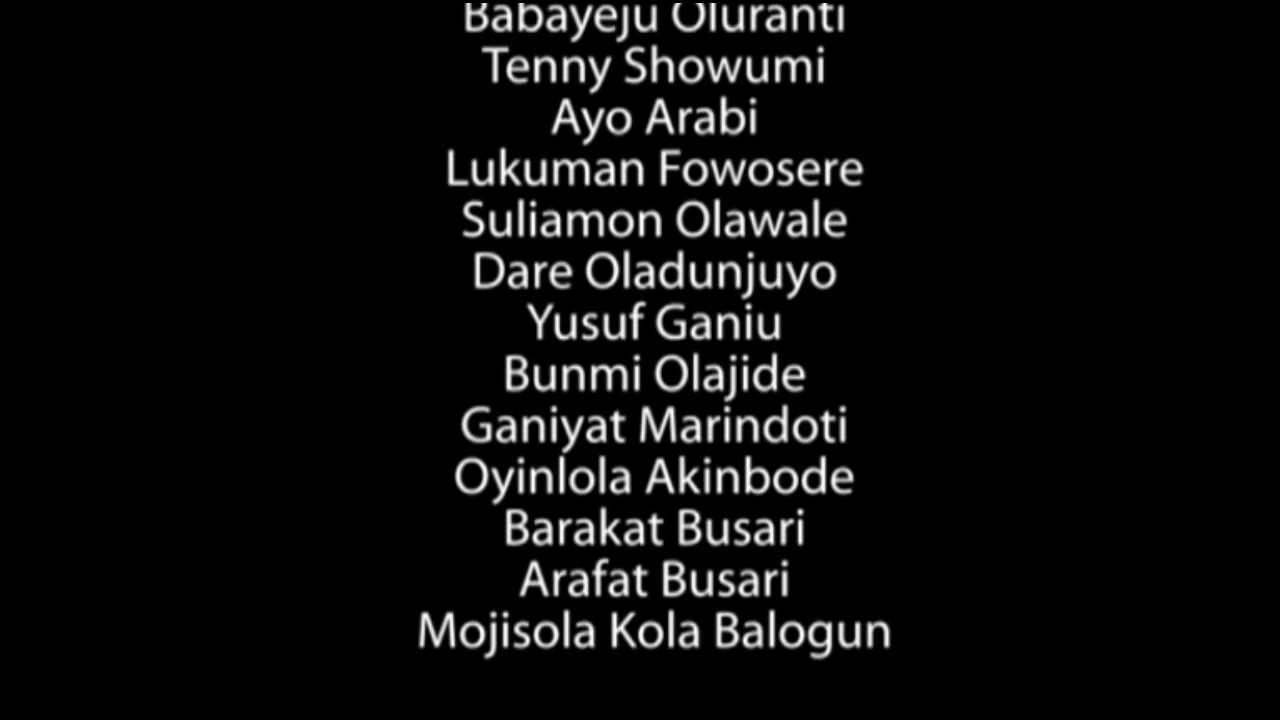 Babayeju Oluranti
Tenny Showumi
Ayo Arabi
Lukuman Fowosere
Suliamon Olawale
Dare Oladunjuyo
Yusuf Ganiu
Bunmi Olajide
Ganiyat Marindoti
Oyinlola Akinbode
Barakat Busari
Arafat Busari
Mojisola Kola Balogun